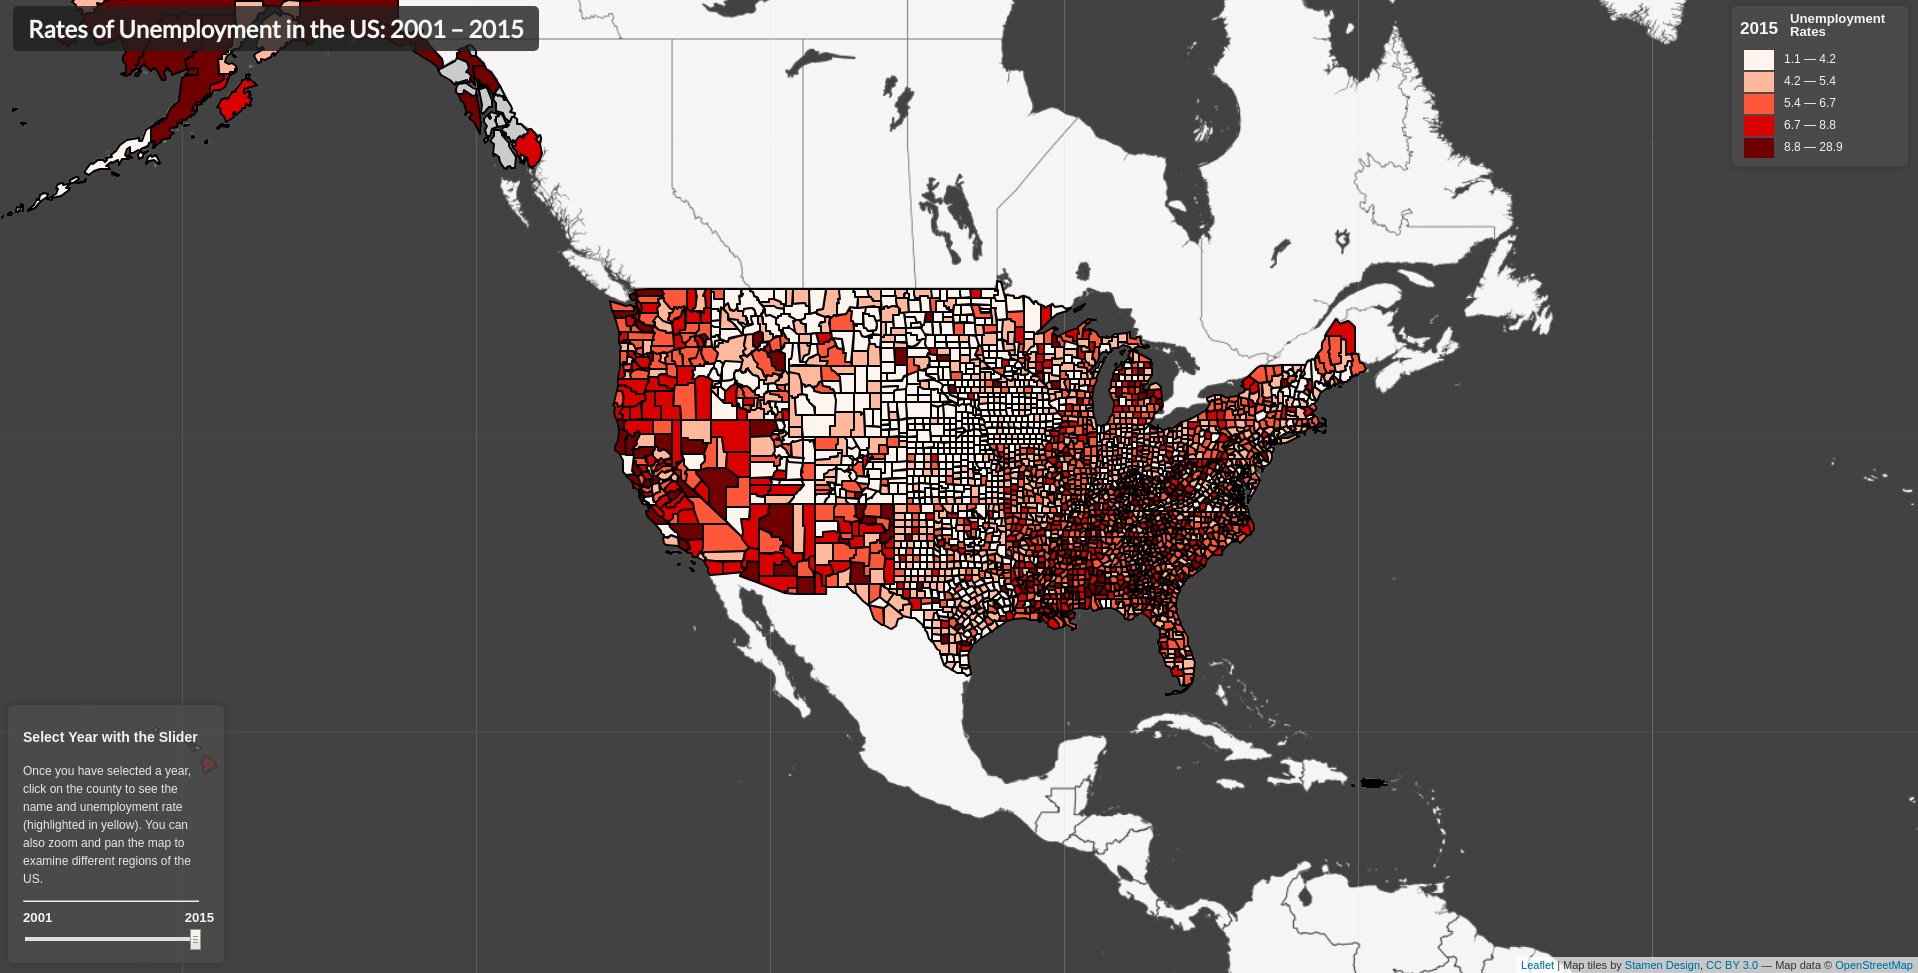 Rates of Unemployment in the US: 2001 – 2015
2015 Unemployment Rates
1.1 — 4.2
4.2 — 5.4
5.4 — 6.7
6.7 — 8.8
8.8 — 28.9
Select Year with the Slider
Once you have selected a year,
click on the county to see the
name and unemployment rate
(highlighted in yellow). You can
also zoom and pan the map to
examine different regions of the
US.
2001 2015
Leaflet | Map tiles by Stamen Design, CC BY 3.0 — Map data © OpenStreetMap